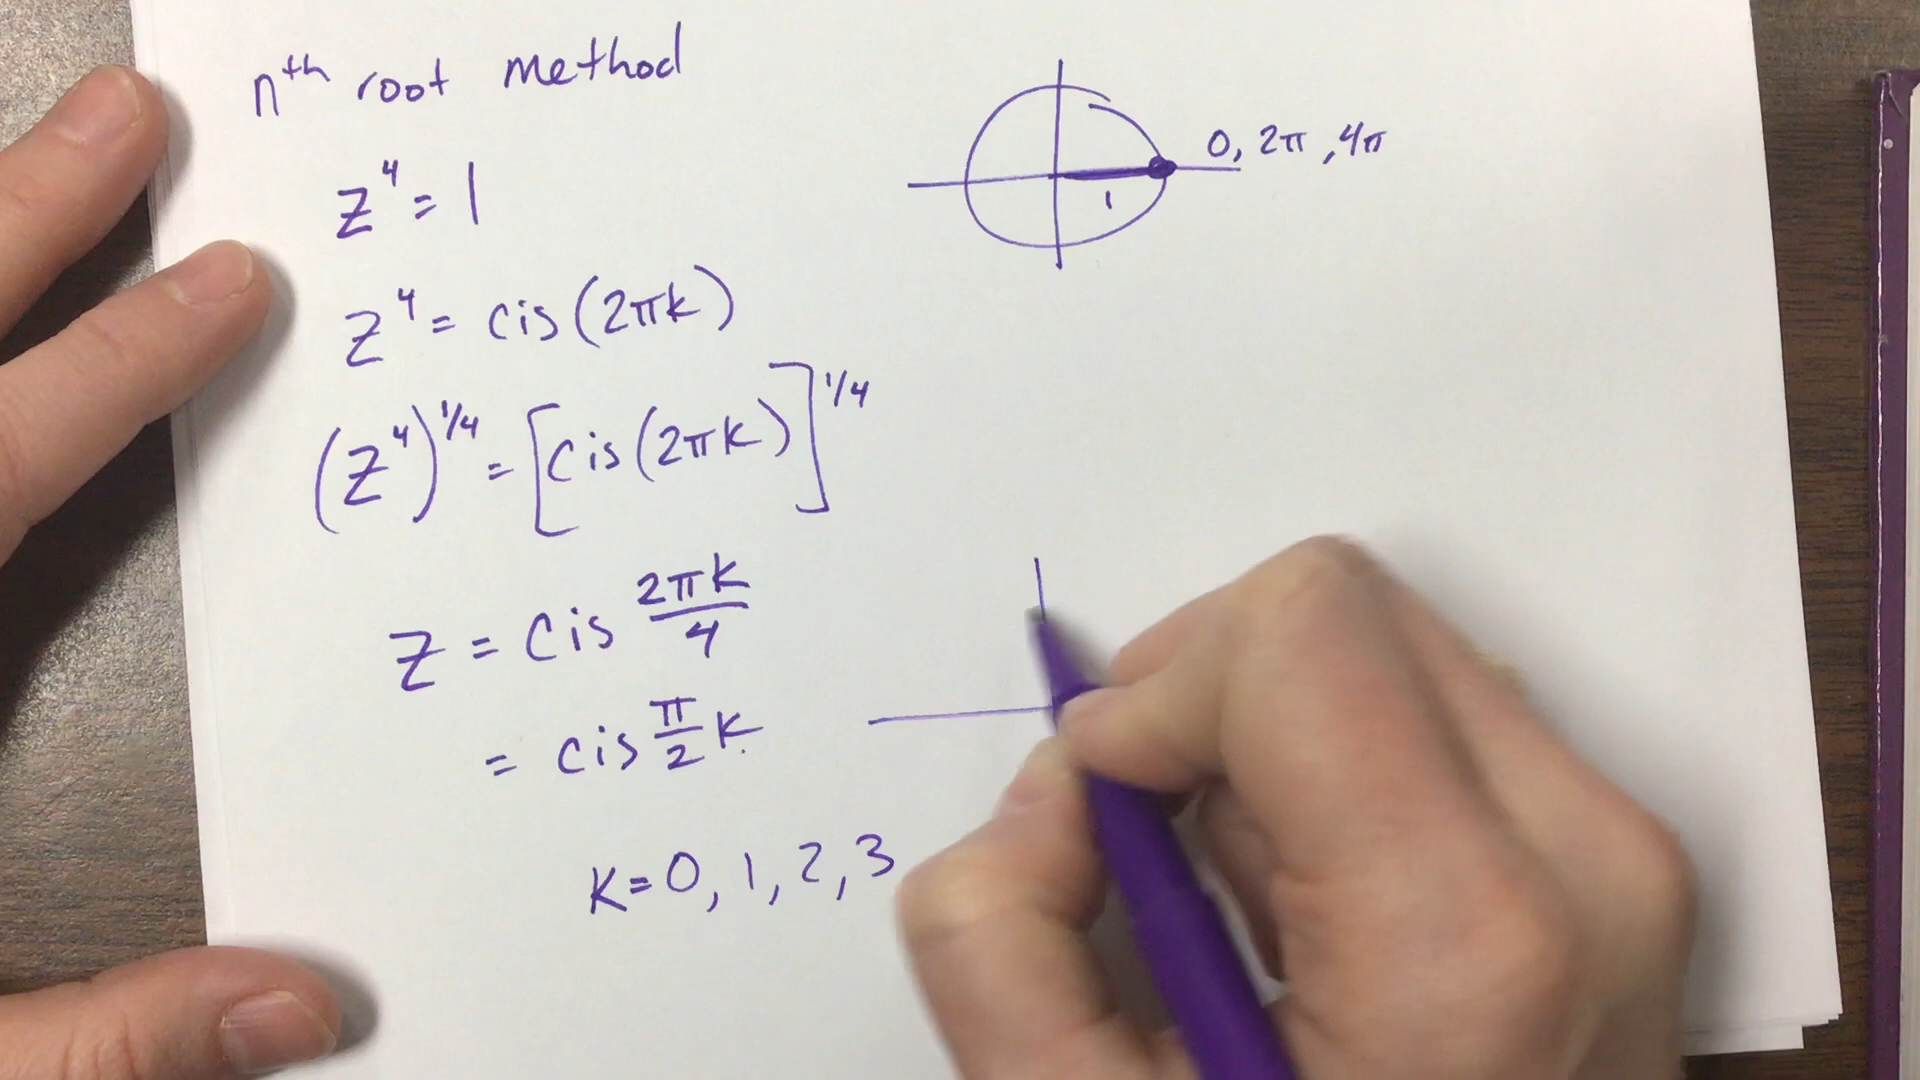 nth root method
z⁴ = 1
0, 2π, 4π
1
z⁴ = cis(2πk)
(z⁴)^1/4 = [cis(2πk)]^1/4
z = cis 2πk/4
= cis π/2 k
k=0, 1, 2, 3